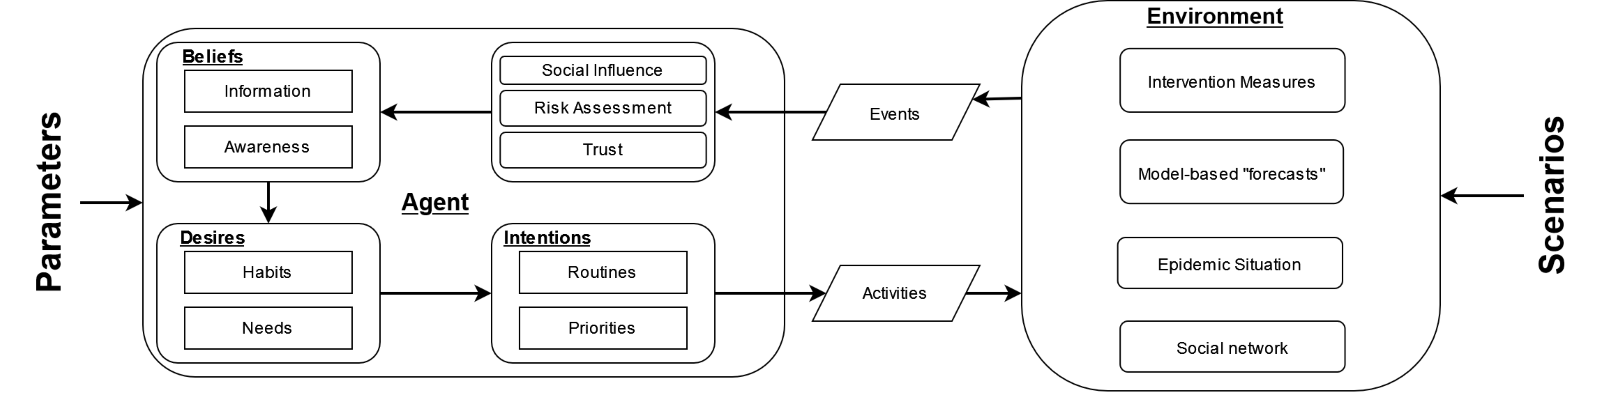 Parameters
Agent
Beliefs
Information
Awareness
Social Influence
Risk Assessment
Trust
Desires
Habits
Needs
Intentions
Routines
Priorities
Events
Activities
Environment
Intervention Measures
Model-based "forecasts"
Epidemic Situation
Social network
Scenarios